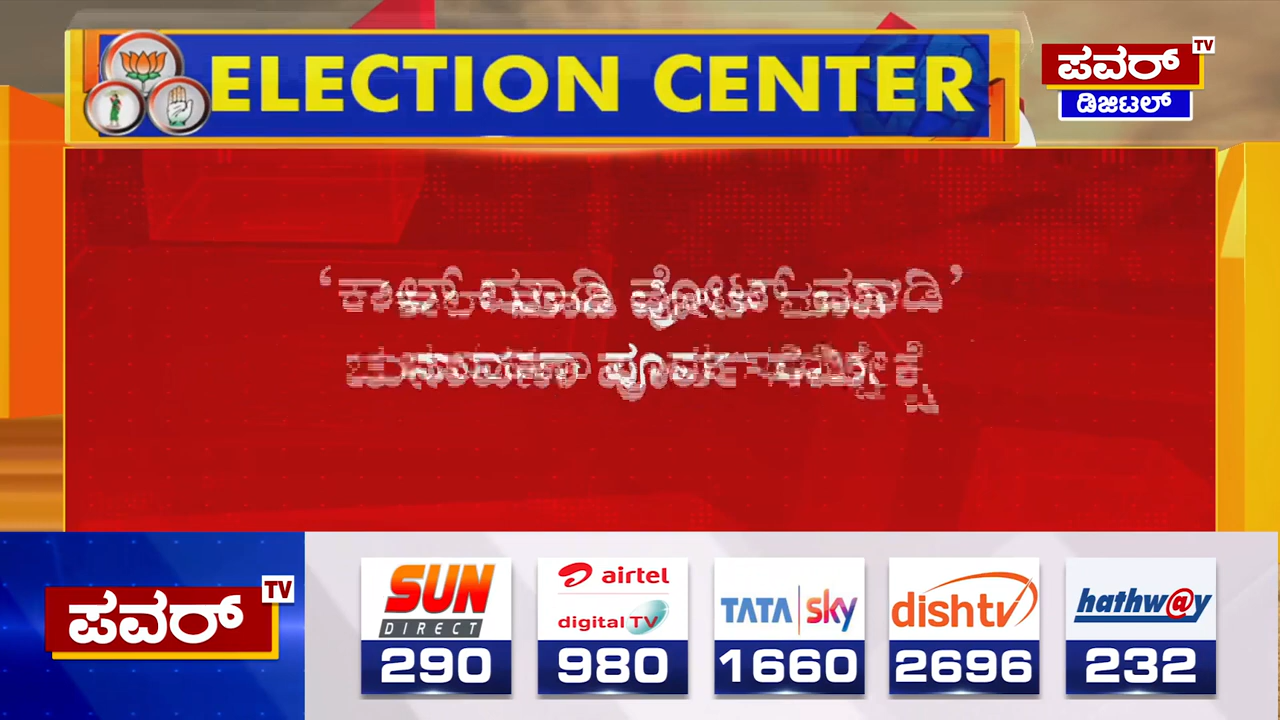 ELECTION CENTER
ಪವರ್ TV
ಡಿಜಿಟಲ್
‘ಕಾಲ್ ಮಾಡಿ
ಪೂರ್ವ
ಪವರ್ TV
SUN
DIRECT
290
airtel
digital TV
980
TATA sky
1660
dishtv
2696
hathw@y
232